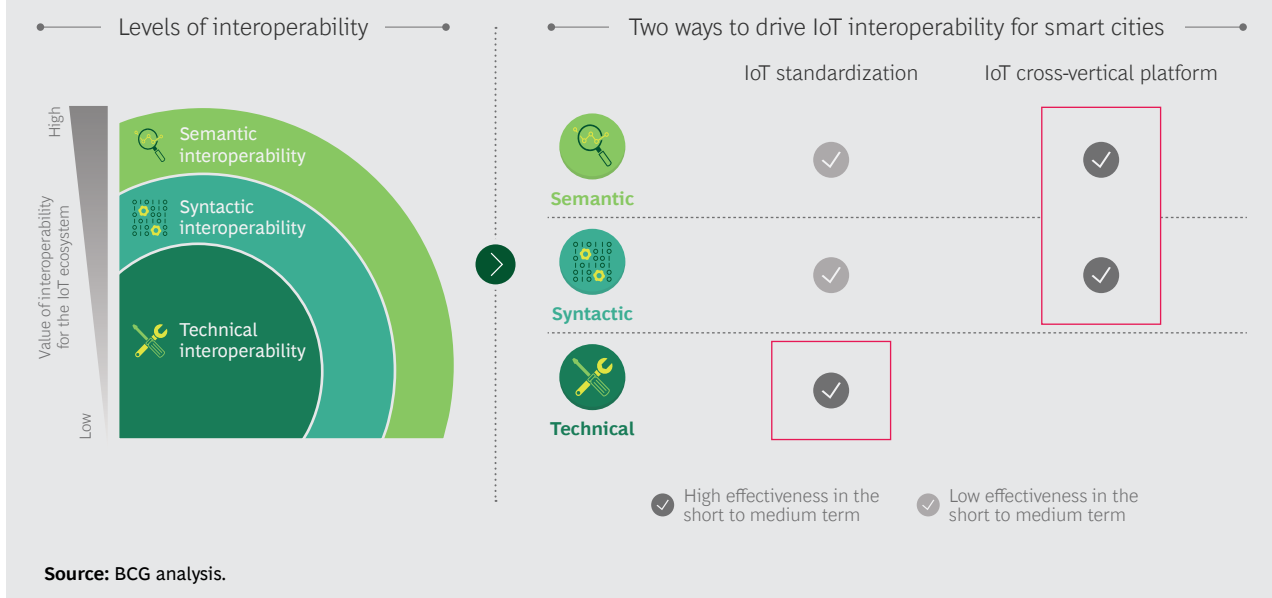 Levels of interoperability
Two ways to drive IoT interoperability for smart cities
IoT standardization
IoT cross-vertical platform
High
Value of interoperability
for the IoT ecosystem
Low
Semantic
interoperability
Syntactic
interoperability
Technical
interoperability
Semantic
Syntactic
Technical
High effectiveness in the
short to medium term
Low effectiveness in the
short to medium term
Source: BCG analysis.